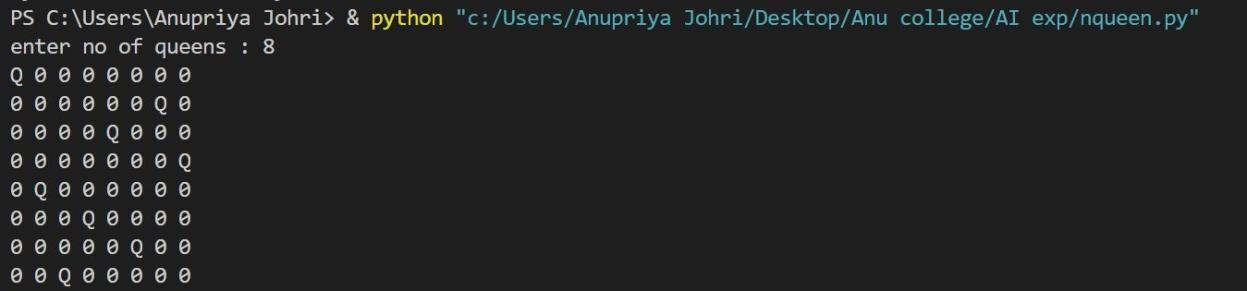 PS C:\Users\Anupriya Johri> & python "c:/Users/Anupriya Johri/Desktop/Anu college/AI exp/nqueen.py"
enter no of queens : 8
Q 0 0 0 0 0 0 0
0 0 0 0 0 0 Q 0
0 0 0 0 Q 0 0 0
0 0 0 0 0 0 0 Q
0 Q 0 0 0 0 0 0
0 0 0 Q 0 0 0 0
0 0 0 0 0 Q 0 0
0 0 Q 0 0 0 0 0